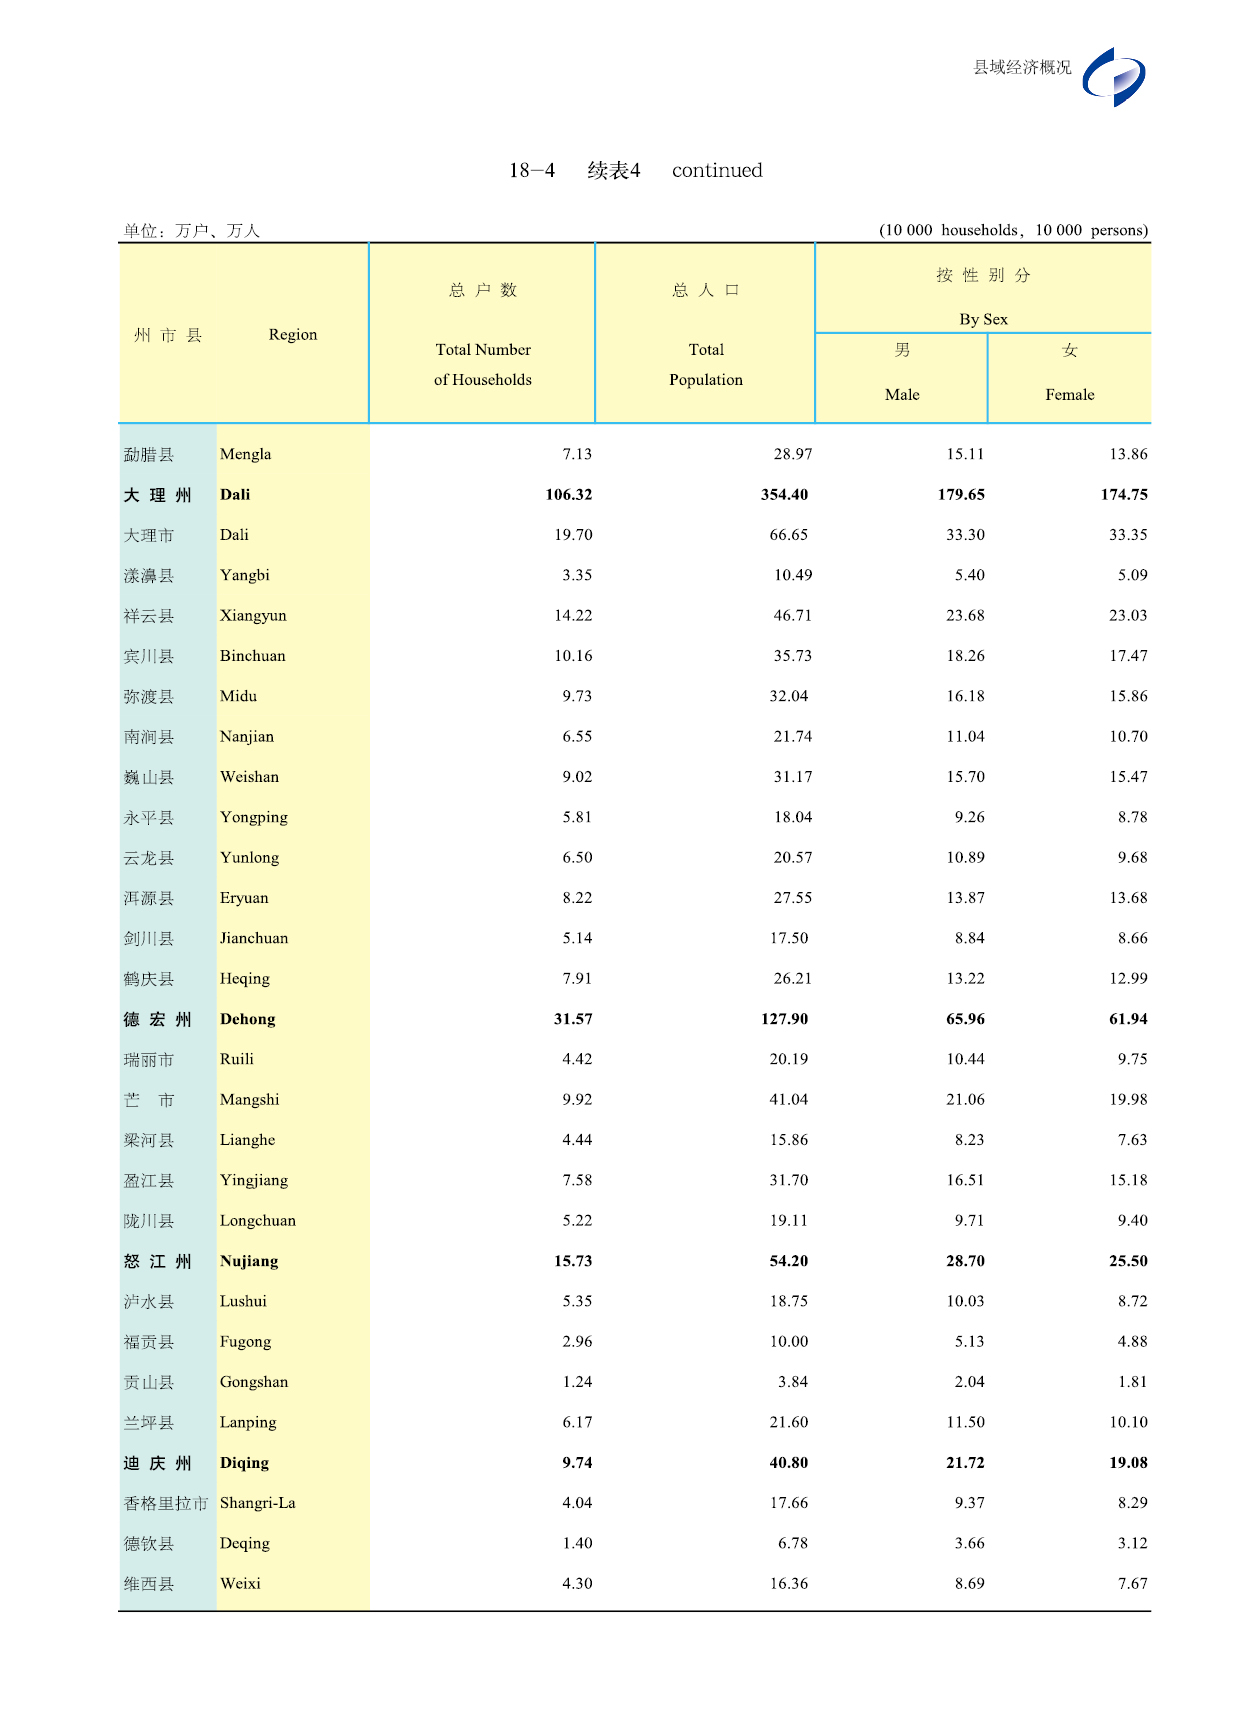 县域经济概况
18—4 续表4 continued
单位：万户、万人 (10 000 households, 10 000 persons)
州 市 县 Region 总 户 数 Total Number of Households 总 人 口 Total Population 按 性 别 分 By Sex
男 Male 女 Female
勐腊县 Mengla 7.13 28.97 15.11 13.86
大 理 州 Dali 106.32 354.40 179.65 174.75
大理市 Dali 19.70 66.65 33.30 33.35
漾濞县 Yangbi 3.35 10.49 5.40 5.09
祥云县 Xiangyun 14.22 46.71 23.68 23.03
宾川县 Binchuan 10.16 35.73 18.26 17.47
弥渡县 Midu 9.73 32.04 16.18 15.86
南涧县 Nanjian 6.55 21.74 11.04 10.70
巍山县 Weishan 9.02 31.17 15.70 15.47
永平县 Yongping 5.81 18.04 9.26 8.78
云龙县 Yunlong 6.50 20.57 10.89 9.68
洱源县 Eryuan 8.22 27.55 13.87 13.68
剑川县 Jianchuan 5.14 17.50 8.84 8.66
鹤庆县 Heqing 7.91 26.21 13.22 12.99
德 宏 州 Dehong 31.57 127.90 65.96 61.94
瑞丽市 Ruili 4.42 20.19 10.44 9.75
芒 市 Mangshi 9.92 41.04 21.06 19.98
梁河县 Lianghe 4.44 15.86 8.23 7.63
盈江县 Yingjiang 7.58 31.70 16.51 15.18
陇川县 Longchuan 5.22 19.11 9.71 9.40
怒 江 州 Nujiang 15.73 54.20 28.70 25.50
泸水县 Lushui 5.35 18.75 10.03 8.72
福贡县 Fugong 2.96 10.00 5.13 4.88
贡山县 Gongshan 1.24 3.84 2.04 1.81
兰坪县 Lanping 6.17 21.60 11.50 10.10
迪 庆 州 Diqing 9.74 40.80 21.72 19.08
香格里拉市 Shangri-La 4.04 17.66 9.37 8.29
德钦县 Deqing 1.40 6.78 3.66 3.12
维西县 Weixi 4.30 16.36 8.69 7.67